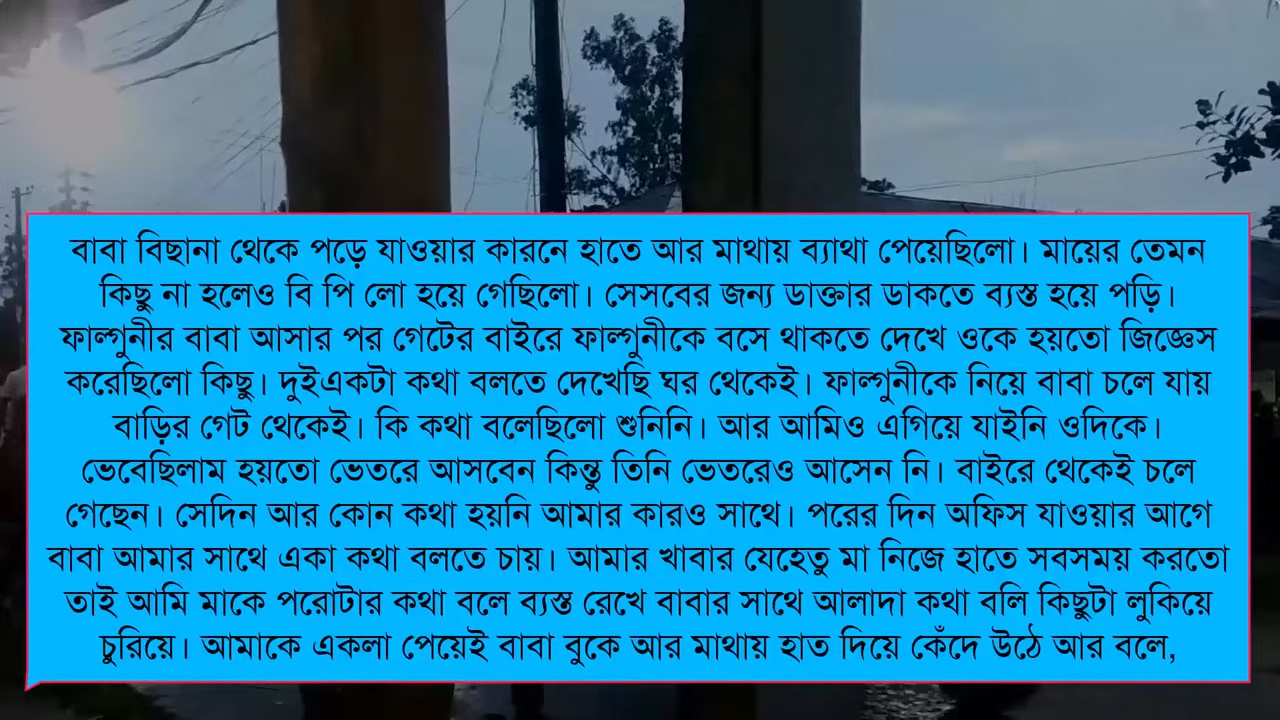 বাবা বিছানা থেকে পড়ে যাওয়ার কারনে হাতে আর মাথায় ব্যাথা পেয়েছিলো। মায়ের তেমন
কিছু না হলেও বি পি লো হয়ে গেছিলো। সেসবের জন্য ডাক্তার ডাকতে ব্যস্ত হয়ে পড়ি।
ফাল্গুনীর বাবা আসার পর গেটের বাইরে ফাল্গুনীকে বসে থাকতে দেখে ওকে হয়তো জিজ্ঞেস
করেছিলো কিছু। দুইএকটা কথা বলতে দেখেছি ঘর থেকেই। ফাল্গুনীকে নিয়ে বাবা চলে যায়
বাড়ির গেট থেকেই। কি কথা বলেছিলো শুনিনি। আর আমিও এগিয়ে যাইনি ওদিকে।
ভেবেছিলাম হয়তো ভেতরে আসবেন কিন্তু তিনি ভেতরেও আসেন নি। বাইরে থেকেই চলে
গেছেন। সেদিন আর কোন কথা হয়নি আমার কারও সাথে। পরের দিন অফিস যাওয়ার আগে
বাবা আমার সাথে একা কথা বলতে চায়। আমার খাবার যেহেতু মা নিজে হাতে সবসময় করতো
তাই আমি মাকে পরোটার কথা বলে ব্যস্ত রেখে বাবার সাথে আলাদা কথা বলি কিছুটা লুকিয়ে
চুরিয়ে। আমাকে একলা পেয়েই বাবা বুকে আর মাথায় হাত দিয়ে কেঁদে উঠে আর বলে,